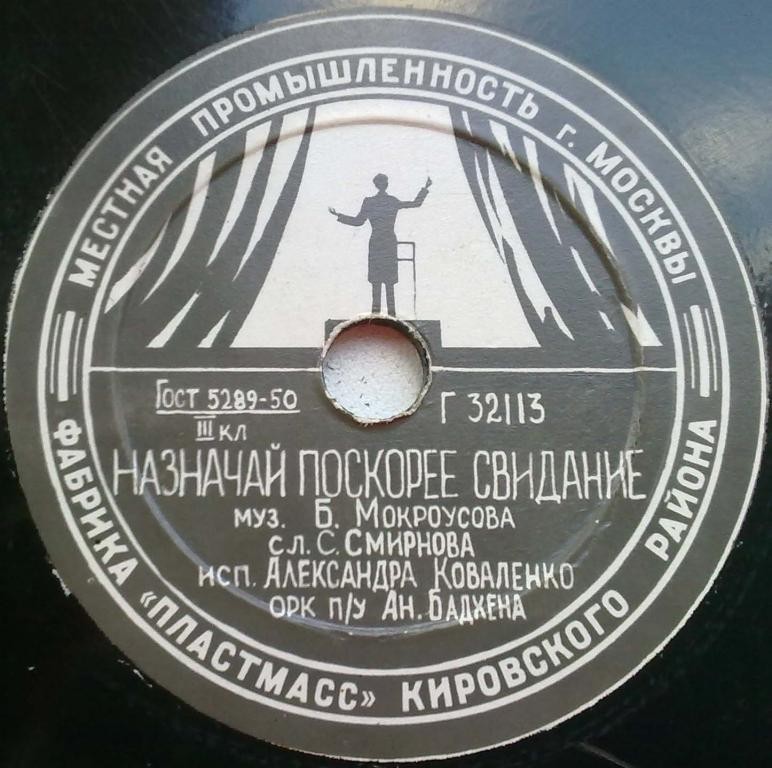 МЕСТНАЯ ПРОМЫШЛЕННОСТЬ г. МОСКВЫ
ГОСТ 5289-50
III КЛ
Г 32113
НАЗНАЧАЙ ПОСКОРЕЕ СВИДАНИЕ
муз. Б. МОКРОУСОВА
сл. С. СМИРНОВА
исп. АЛЕКСАНДРА КОВАЛЕНКО
ОРК П/У АН. БАДХЕНА
ФАБРИКА «ПЛАСТМАСС» КИРОВСКОГО РАЙОНА